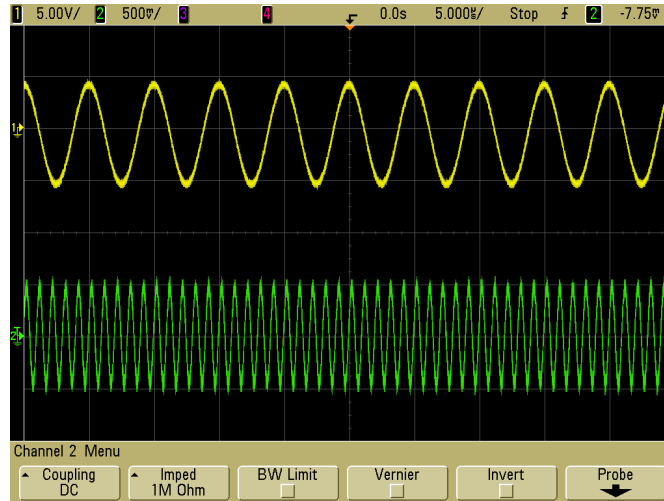 1 5.00V/ 2 500mV/ 3 4 0.0s 5.000µs/ Stop 2 -7.75mV
1
2
Channel 2 Menu
Coupling Imped BW Limit Vernier Invert Probe
DC 1M Ohm